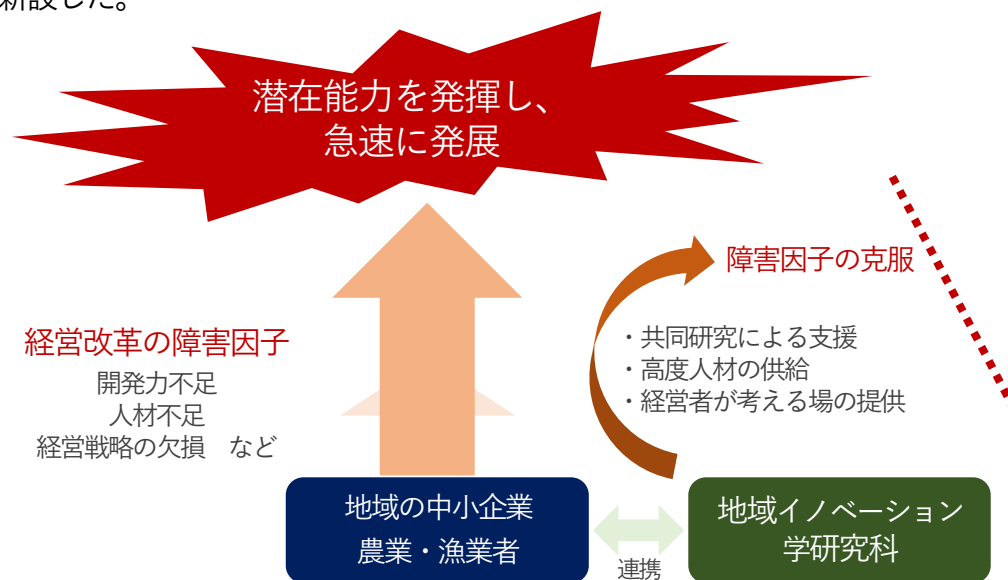 新設した。
潜在能力を発揮し、
急速に発展
障害因子の克服
・共同研究による支援
・高度人材の供給
・経営者が考える場の提供
経営改革の障害因子
開発力不足
人材不足
経営戦略の欠損　など
地域の中小企業
農業・漁業者
連携
地域イノベーション
学研究科